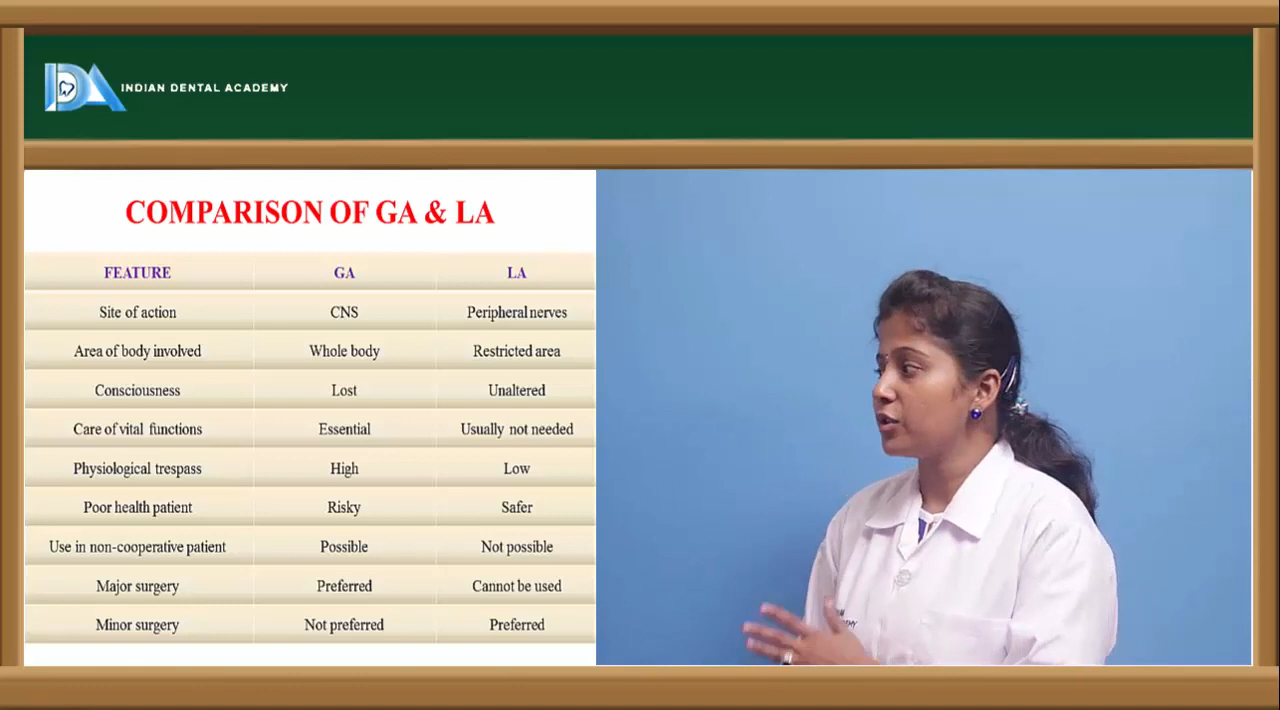 INDIAN DENTAL ACADEMY
COMPARISON OF GA & LA
FEATURE GA LA
Site of action CNS Peripheral nerves
Area of body involved Whole body Restricted area
Consciousness Lost Unaltered
Care of vital functions Essential Usually not needed
Physiological trespass High Low
Poor health patient Risky Safer
Use in non-cooperative patient Possible Not possible
Major surgery Preferred Cannot be used
Minor surgery Not preferred Preferred